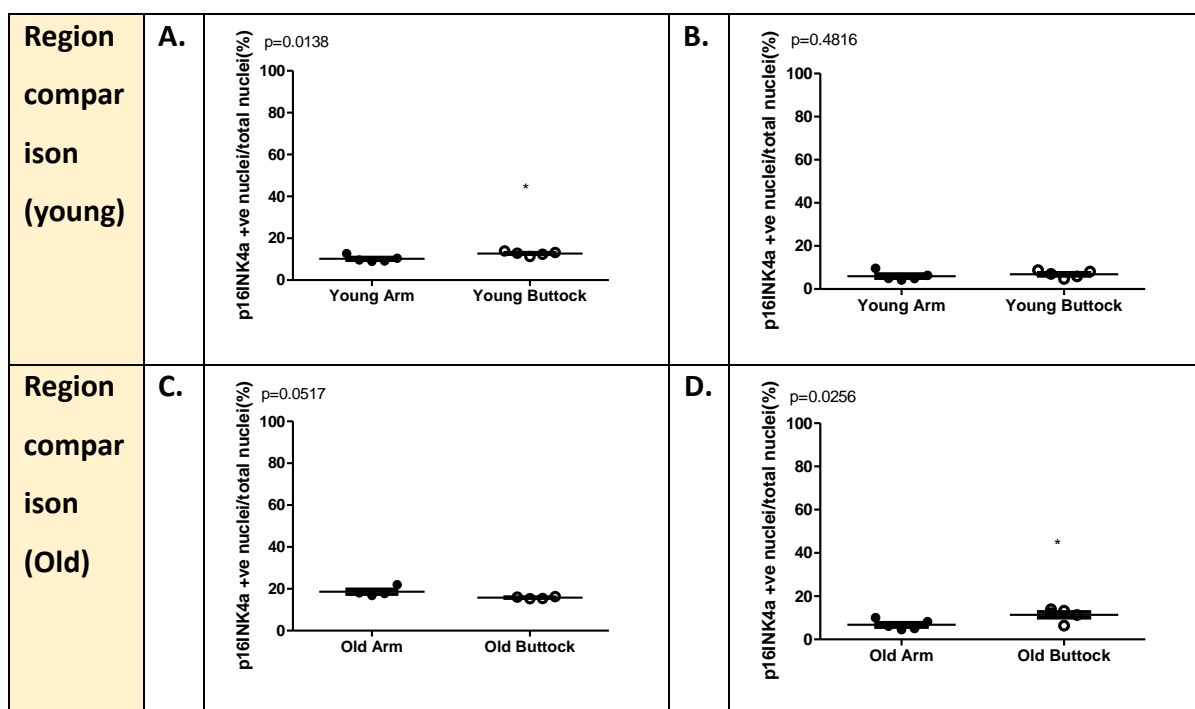 Region
compar
ison
(young)
A.
p16INK4a +ve nuclei/total nuclei(%)
p=0.0138
100
80
60
40
20
0
*
Young Arm
Young Buttock
B.
p16INK4a +ve nuclei/total nuclei(%)
p=0.4816
100
80
60
40
20
0
Young Arm
Young Buttock
Region
compar
ison
(Old)
C.
p16INK4a +ve nuclei/total nuclei(%)
p=0.0517
100
80
60
40
20
0
Old Arm
Old Buttock
D.
p16INK4a +ve nuclei/total nuclei(%)
p=0.0256
100
80
60
40
20
0
*
Old Arm
Old Buttock